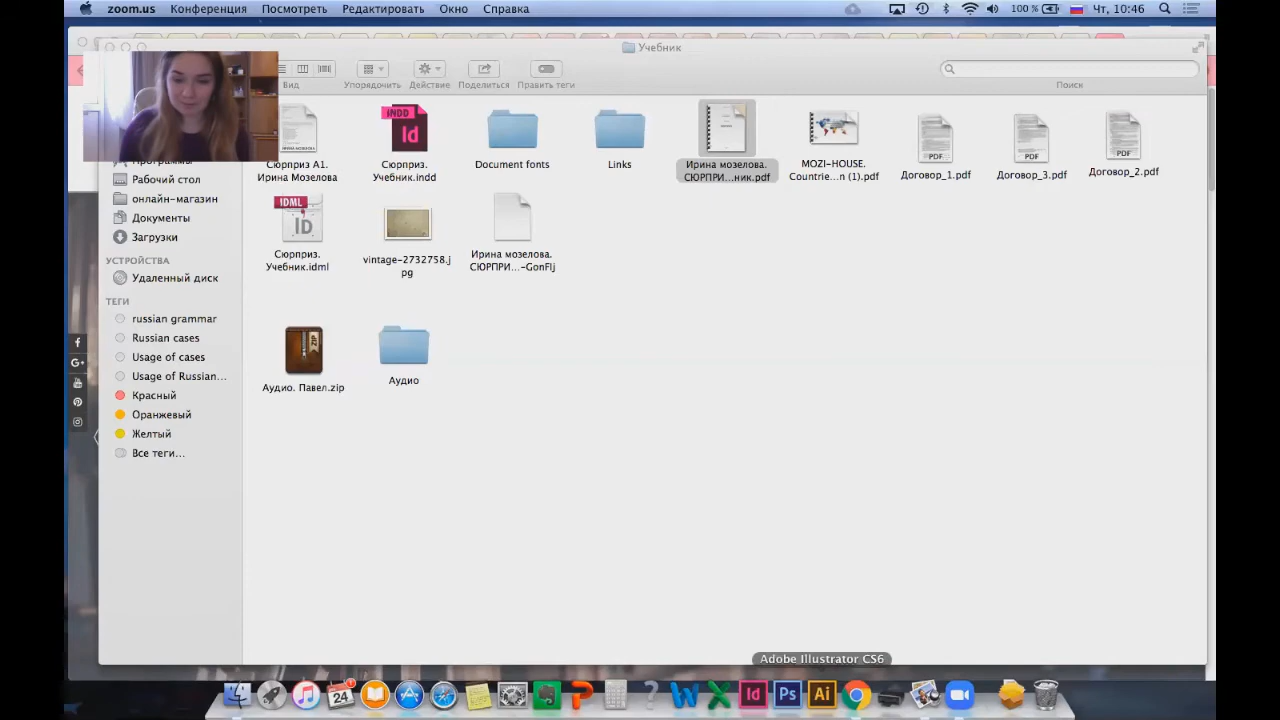 zoom.us Конференция Посмотреть Редактировать Окно Справка 100 % Чт, 10:46
Учебник
Вид Упорядочить Действие Поделиться Править теги Поиск
Программы
Рабочий стол
онлайн-магазин
Документы
Загрузки
УСТРОЙСТВА
Удаленный диск
ТЕГИ
russian grammar
Russian cases
Usage of cases
Usage of Russian...
Красный
Оранжевый
Желтый
Все теги...
Сюрприз А1.
Ирина Мозелова
INDD
Id
Сюрприз.
Учебник.indd
Document fonts
Links
Ирина мозелова.
СЮРПРИ...ник.pdf
MOZI-HOUSE.
Countrie...n (1).pdf
PDF
Договор_1.pdf
PDF
Договор_3.pdf
PDF
Договор_2.pdf
IDML
ID
Сюрприз.
Учебник.idml
vintage-2732758.j
pg
Ирина мозелова.
СЮРПРИ...-GonFlj
ZIP
Аудио. Павел.zip
Аудио
f
G+
Adobe Illustrator CS6
24
Id Ps Ai